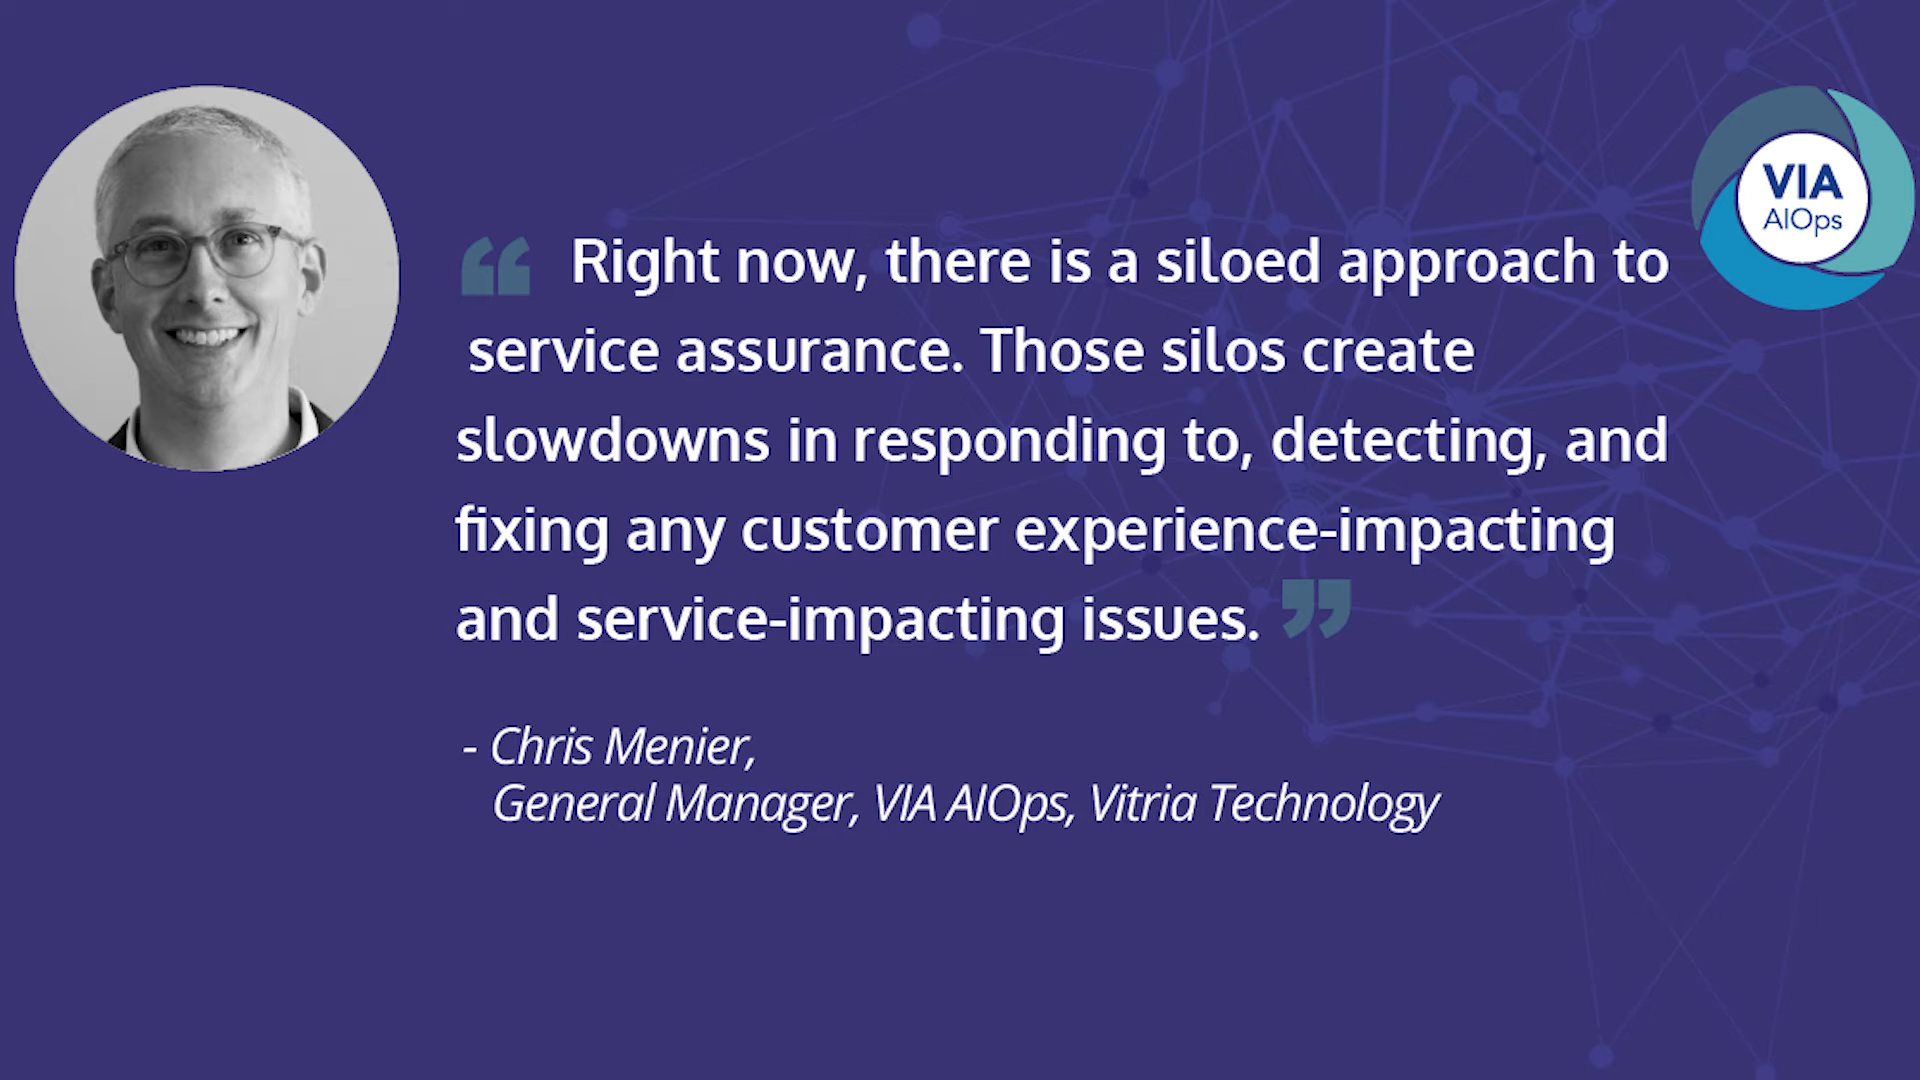 VIA
AIOps
“ Right now, there is a siloed approach to
service assurance. Those silos create
slowdowns in responding to, detecting, and
fixing any customer experience-impacting
and service-impacting issues. ”
- Chris Menier,
General Manager, VIA AIOps, Vitria Technology